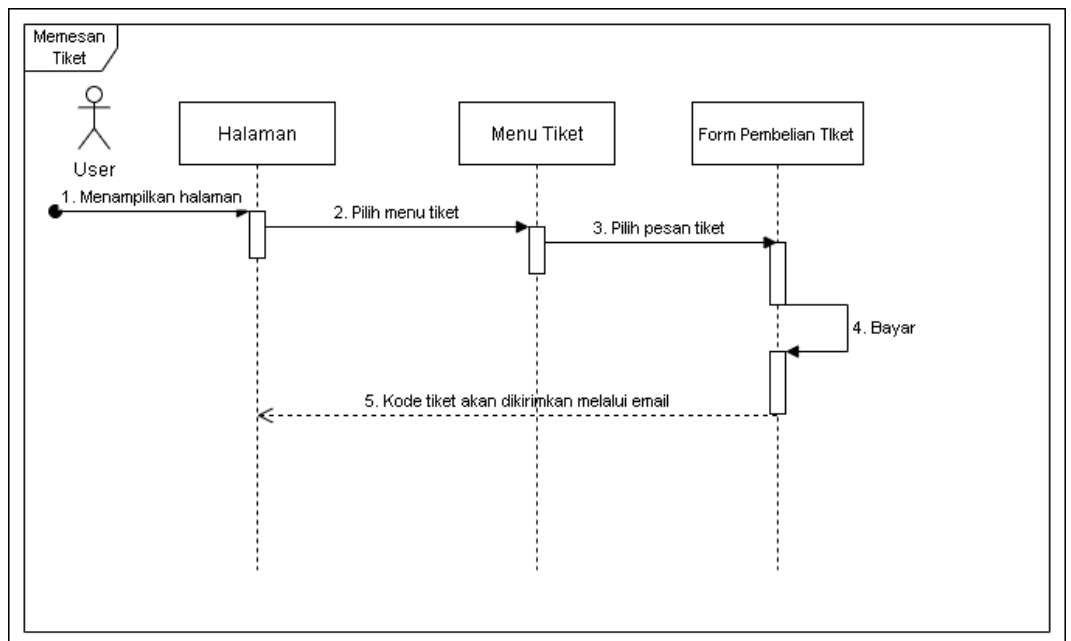 Memesan
Tiket
User
Halaman
Menu Tiket
Form Pembelian TIket
1. Menampilkan halaman
2. Pilih menu tiket
3. Pilih pesan tiket
4. Bayar
5. Kode tiket akan dikirimkan melalui email